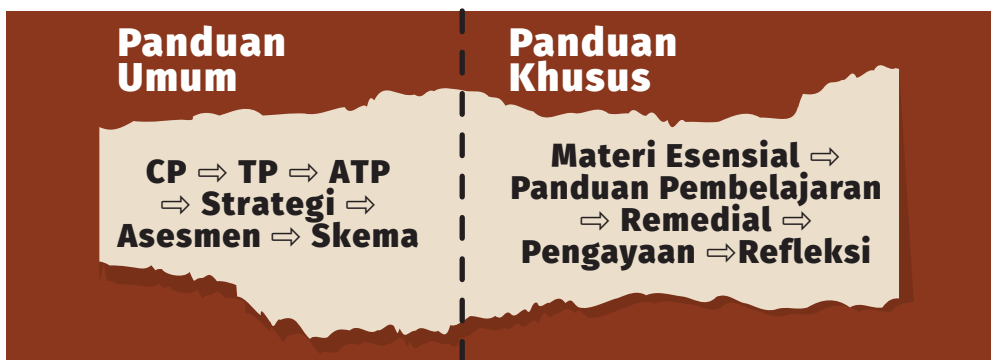 Panduan
Umum
CP ⇨ TP ⇨ ATP
⇨ Strategi ⇨
Asesmen ⇨ Skema
Panduan
Khusus
Materi Esensial ⇨
Panduan Pembelajaran
⇨ Remedial ⇨
Pengayaan ⇨Refleksi